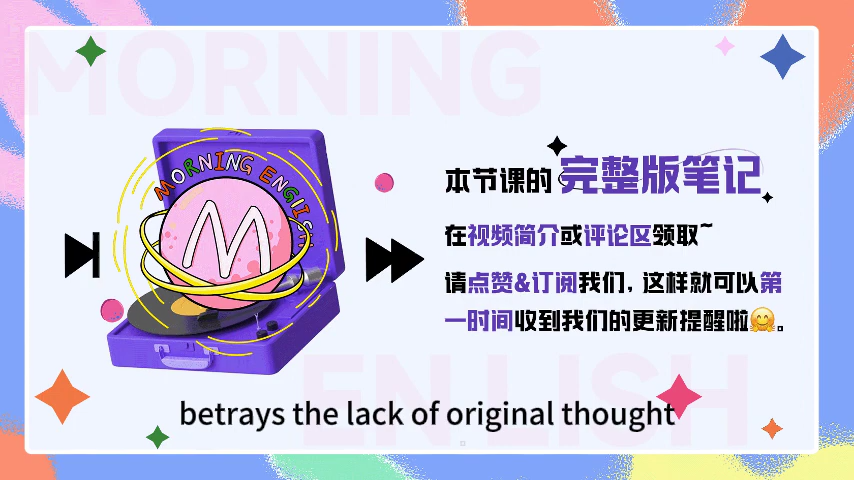 MORNING
MORNING ENGLISH
M
本节课的 完整版笔记
在视频简介或评论区领取~
请点赞&订阅我们，这样就可以第
一时间收到我们的更新提醒啦🤗。
ENGLISH
betrays the lack of original thought